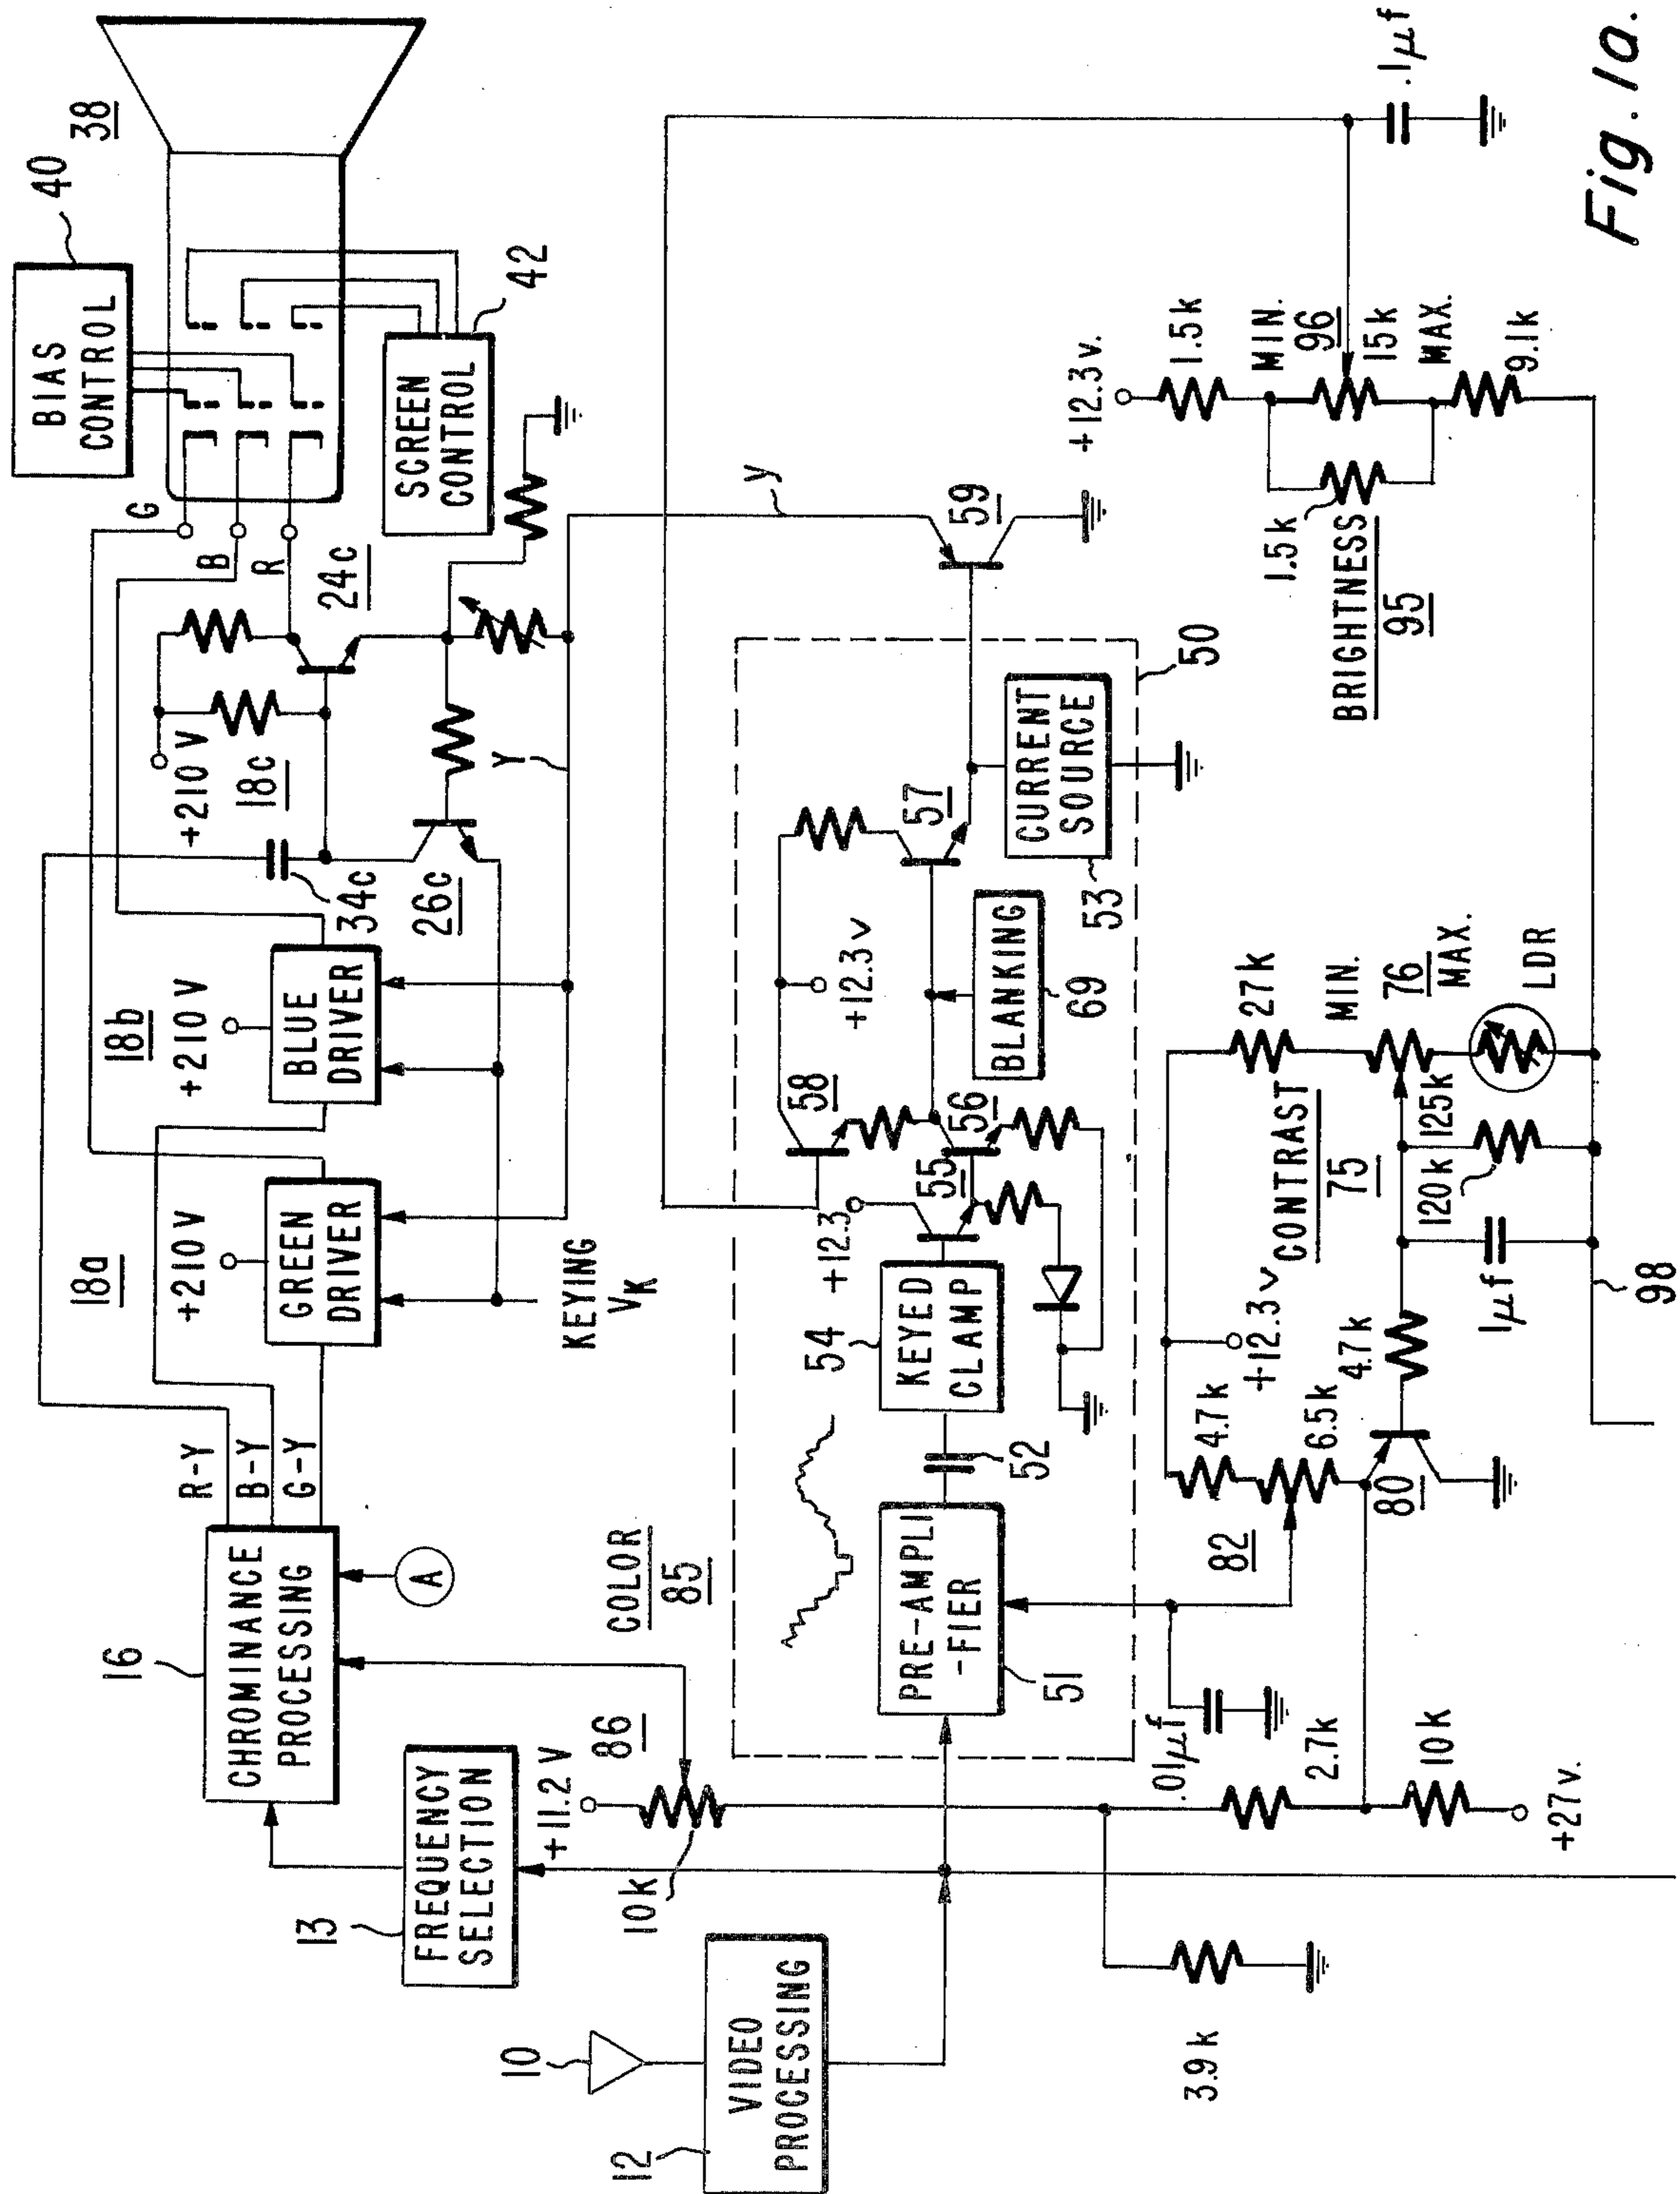 10
12
VIDEO
PROCESSING
13
FREQUENCY
SELECTION
16
CHROMINANCE
PROCESSING
A
R-Y
B-Y
G-Y
18a
+210V
GREEN
DRIVER
18b
+210 V
BLUE
DRIVER
KEYING
VK
34c
26c
18c
+210 V
24c
Y
G
B
R
BIAS
CONTROL
40
38
SCREEN
CONTROL
42
+11.2 V
86
10k
COLOR
85
PRE-AMPLI
-FIER
51
52
54
KEYED
CLAMP
+12.3
55
56
58
+12.3v
57
BLANKING
69
CURRENT
SOURCE
53
50
59
y
3.9k
.01µf
2.7k
10k
+27v.
82
4.7k
6.5k
80
+12.3v
4.7k
CONTRAST
75
1µf
120k
125k
27k
MIN.
76
MAX.
LDR
98
BRIGHTNESS
95
1.5k
+12.3v.
1.5k
MIN.
96
15k
MAX.
9.1k
.1µf
Fig. 1a.